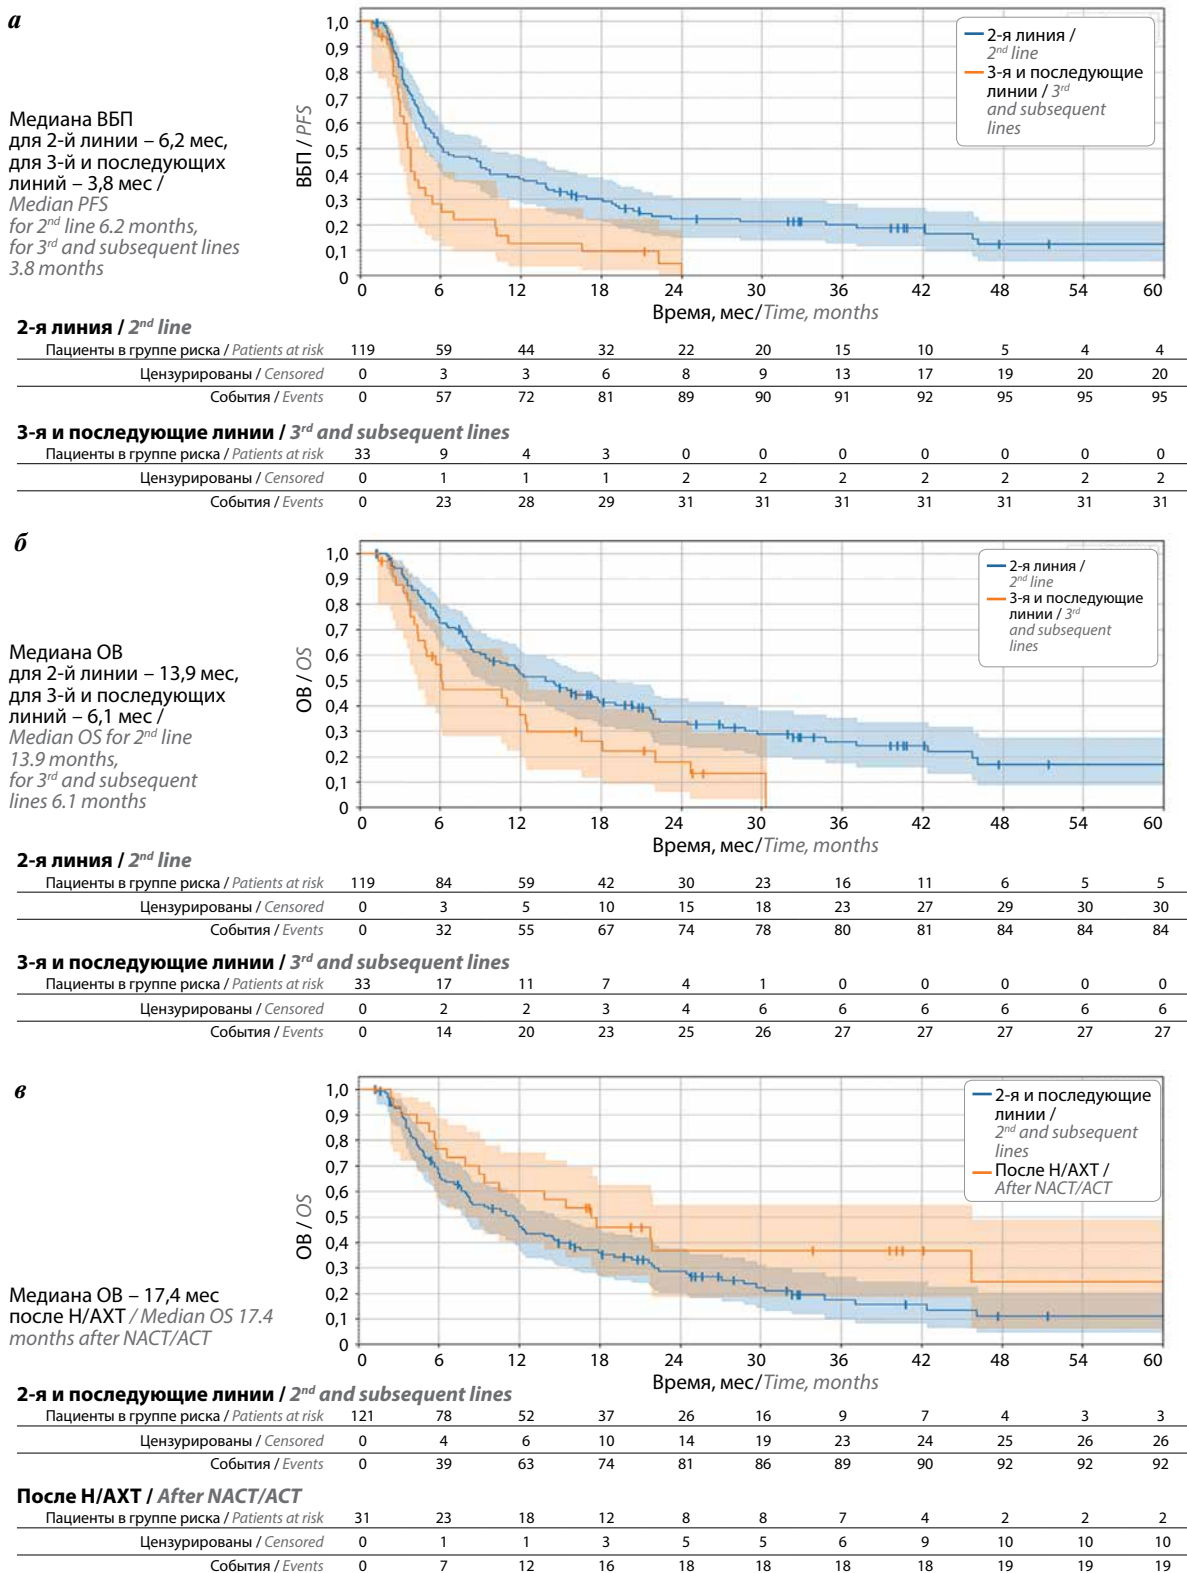 а
1,0
0,9
0,8
0,7
0,6
0,5
0,4
0,3
0,2
0,1
0
ВБП / PFS
2-я линия /
2nd line
3-я и последующие
линии / 3rd
and subsequent
lines
Медиана ВБП
для 2-й линии – 6,2 мес,
для 3-й и последующих
линий – 3,8 мес /
Median PFS
for 2nd line 6.2 months,
for 3rd and subsequent lines
3.8 months
0 6 12 18 24 30 36 42 48 54 60
Время, мес/Time, months
2-я линия / 2nd line
Пациенты в группе риска / Patients at risk 119 59 44 32 22 20 15 10 5 4 4
Цензурированы / Censored 0 3 3 6 8 9 13 17 19 20 20
События / Events 0 57 72 81 89 90 91 92 95 95 95
3-я и последующие линии / 3rd and subsequent lines
Пациенты в группе риска / Patients at risk 33 9 4 3 0 0 0 0 0 0 0
Цензурированы / Censored 0 1 1 1 2 2 2 2 2 2 2
События / Events 0 23 28 29 31 31 31 31 31 31 31
б
1,0
0,9
0,8
0,7
0,6
0,5
0,4
0,3
0,2
0,1
0
ОВ / OS
2-я линия /
2nd line
3-я и последующие
линии / 3rd
and subsequent
lines
Медиана ОВ
для 2-й линии – 13,9 мес,
для 3-й и последующих
линий – 6,1 мес /
Median OS for 2nd line
13.9 months,
for 3rd and subsequent
lines 6.1 months
0 6 12 18 24 30 36 42 48 54 60
Время, мес/Time, months
2-я линия / 2nd line
Пациенты в группе риска / Patients at risk 119 84 59 42 30 23 16 11 6 5 5
Цензурированы / Censored 0 3 5 10 15 18 23 27 29 30 30
События / Events 0 32 55 67 74 78 80 81 84 84 84
3-я и последующие линии / 3rd and subsequent lines
Пациенты в группе риска / Patients at risk 33 17 11 7 4 1 0 0 0 0 0
Цензурированы / Censored 0 2 2 3 4 6 6 6 6 6 6
События / Events 0 14 20 23 25 26 27 27 27 27 27
в
1,0
0,9
0,8
0,7
0,6
0,5
0,4
0,3
0,2
0,1
0
ОВ / OS
2-я и последующие
линии /
2nd and subsequent
lines
После Н/АХТ /
After NACT/ACT
Медиана ОВ – 17,4 мес
после Н/АХТ / Median OS 17.4
months after NACT/ACT
0 6 12 18 24 30 36 42 48 54 60
Время, мес/Time, months
2-я и последующие линии / 2nd and subsequent lines
Пациенты в группе риска / Patients at risk 121 78 52 37 26 16 9 7 4 3 3
Цензурированы / Censored 0 4 6 10 14 19 23 24 25 26 26
События / Events 0 39 63 74 81 86 89 90 92 92 92
После Н/АХТ / After NACT/ACT
Пациенты в группе риска / Patients at risk 31 23 18 12 8 8 7 4 2 2 2
Цензурированы / Censored 0 1 1 3 5 5 6 9 10 10 10
События / Events 0 7 12 16 18 18 18 18 19 19 19